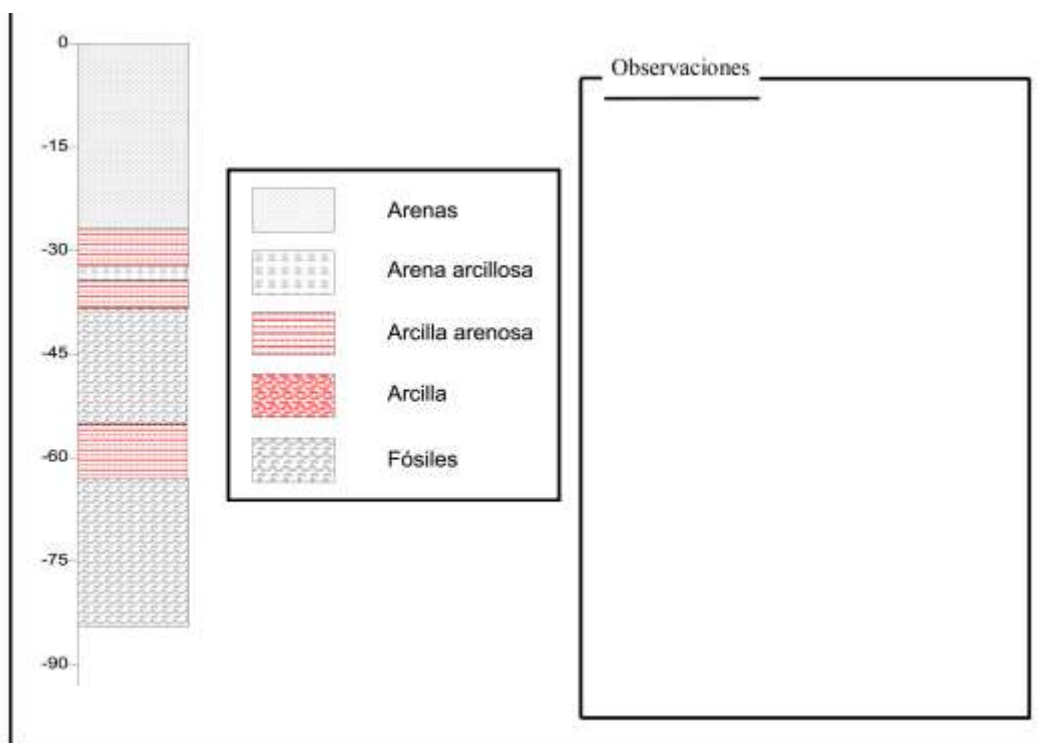 0
-15
-30
-45
-60
-75
-90
Arenas
Arena arcillosa
Arcilla arenosa
Arcilla
Fósiles
Observaciones